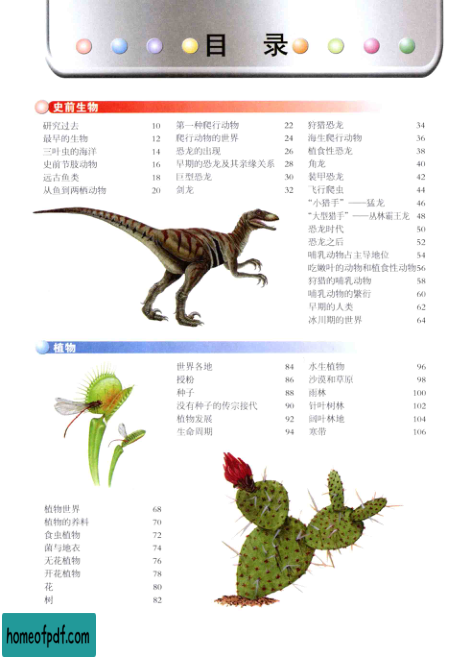 目 录
史前生物
研究过去 10
最早的生物 12
三叶虫的海洋 14
史前节肢动物 16
远古鱼类 18
从鱼到两栖动物 20
第一种爬行动物 22
爬行动物的世界 24
恐龙的出现 26
早期的恐龙及其亲缘关系 28
巨型恐龙 30
剑龙 32
狩猎恐龙 34
海生爬行动物 36
植食性恐龙 38
角龙 40
装甲恐龙 42
飞行爬虫 44
“小猎手”——猛龙 46
“大型猎手”——丛林霸王龙 48
恐龙时代 50
恐龙之后 52
哺乳动物占主导地位 54
吃嫩叶的动物和植食性动物56
狩猎的哺乳动物 58
哺乳动物的繁衍 60
早期的人类 62
冰川期的世界 64
植物
植物世界 68
植物的养料 70
食虫植物 72
菌与地衣 74
无花植物 76
开花植物 78
花 80
树 82
世界各地 84
授粉 86
种子 88
没有种子的传宗接代 90
植物发展 92
生命周期 94
水生植物 96
沙漠和草原 98
雨林 100
针叶树林 102
阔叶林地 104
寒带 106
homeofpdf.com